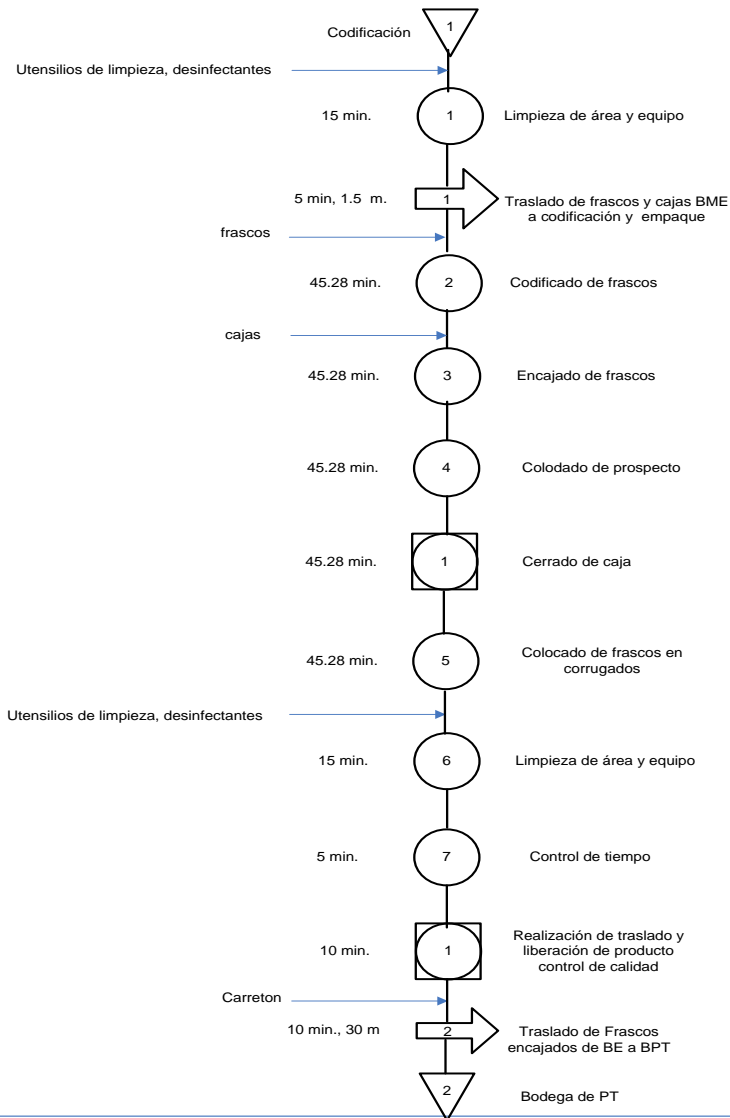 Codificación 1
Utensilios de limpieza, desinfectantes
15 min. 1 Limpieza de área y equipo
5 min, 1.5 m. 1 Traslado de frascos y cajas BME
a codificación y empaque
frascos
45.28 min. 2 Codificado de frascos
cajas
45.28 min. 3 Encajado de frascos
45.28 min. 4 Colodado de prospecto
45.28 min. 1 Cerrado de caja
45.28 min. 5 Colocado de frascos en
corrugados
Utensilios de limpieza, desinfectantes
15 min. 6 Limpieza de área y equipo
5 min. 7 Control de tiempo
10 min. 1 Realización de traslado y
liberación de producto
control de calidad
Carreton
10 min., 30 m 2 Traslado de Frascos
encajados de BE a BPT
2 Bodega de PT